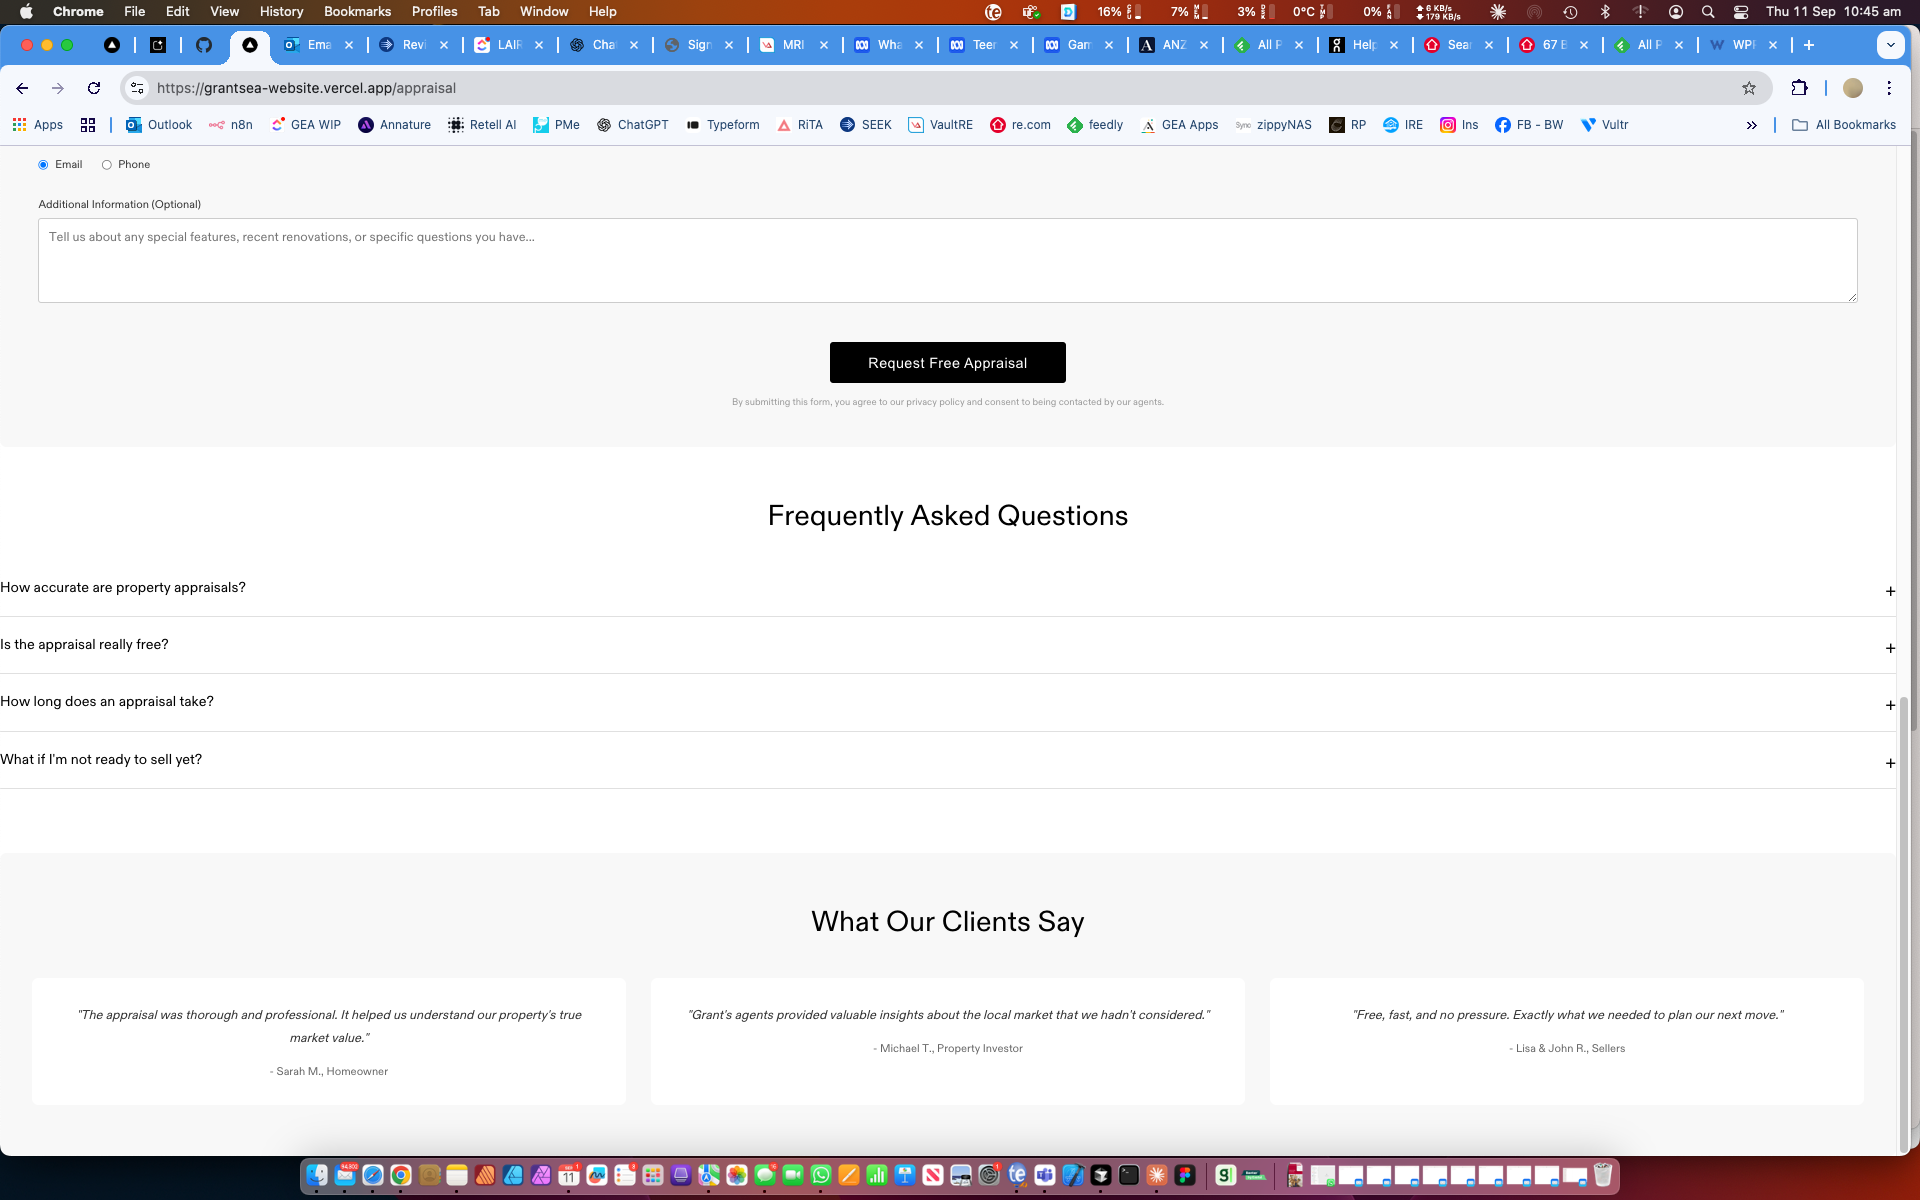 Chrome File Edit View History Bookmarks Profiles Tab Window Help 16% 7% 3% 0°C 0% 6 KB/s 179 KB/s Thu 11 Sep 10:45 am
Ema Revi LAIR Cha Sign MRI Wha Teer Gam ANZ All P Help Sea 67 B All P WPI
https://grantsea-website.vercel.app/appraisal
Apps Outlook n8n GEA WIP Annature Retell AI PMe ChatGPT Typeform RiTA SEEK VaultRE re.com feedly GEA Apps Sync zippyNAS RP IRE Ins FB - BW Vultr » All Bookmarks
Email Phone
Additional Information (Optional)
Tell us about any special features, recent renovations, or specific questions you have...
Request Free Appraisal
By submitting this form, you agree to our privacy policy and consent to being contacted by our agents.
Frequently Asked Questions
How accurate are property appraisals? +
Is the appraisal really free? +
How long does an appraisal take? +
What if I'm not ready to sell yet? +
What Our Clients Say
"The appraisal was thorough and professional. It helped us understand our property's true
market value."
- Sarah M., Homeowner
"Grant's agents provided valuable insights about the local market that we hadn't considered."
- Michael T., Property Investor
"Free, fast, and no pressure. Exactly what we needed to plan our next move."
- Lisa & John R., Sellers